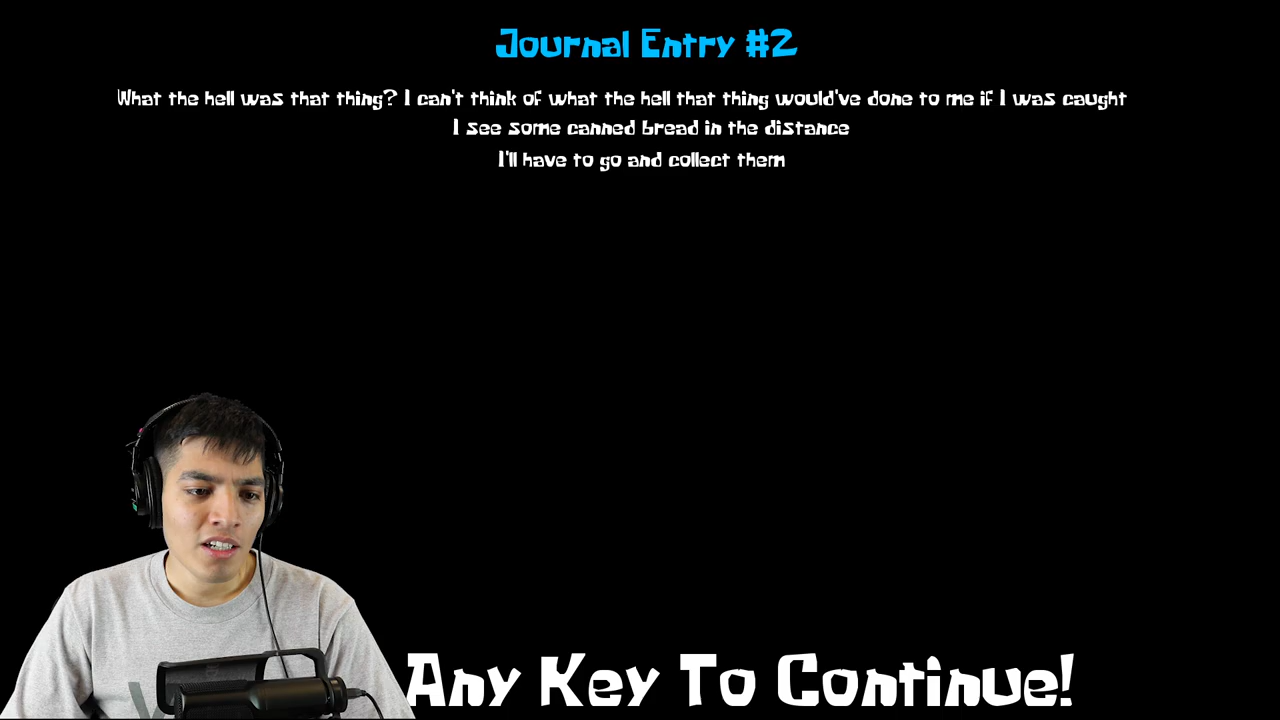 Journal Entry #2
What the hell was that thing? I can't think of what the hell that thing would've done to me if I was caught
I see some canned bread in the distance
I'll have to go and collect them
Any Key To Continue!